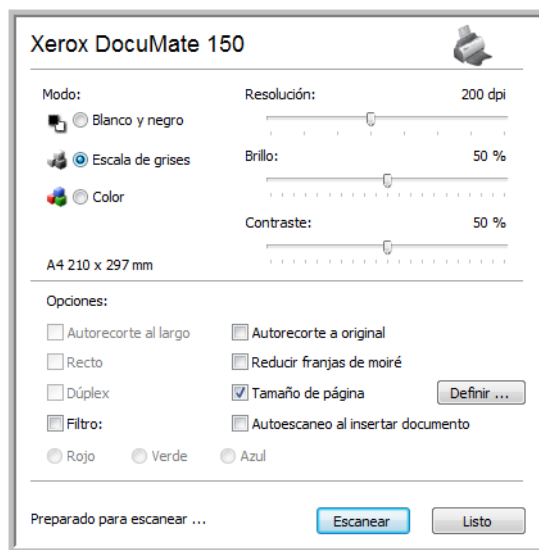 Xerox DocuMate 150
Modo:
Blanco y negro
Escala de grises
Color
A4 210 x 297 mm
Resolución: 200 dpi
Brillo: 50 %
Contraste: 50 %
Opciones:
Autorecorte al largo
Autorecorte a original
Recto
Reducir franjas de moiré
Dúplex
Tamaño de página
Definir ...
Filtro:
Autoescaneo al insertar documento
Rojo Verde Azul
Preparado para escanear ...
Escanear
Listo